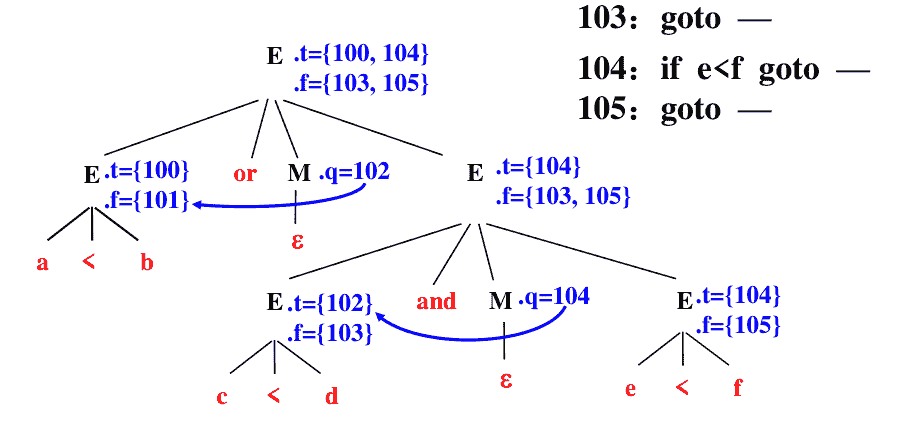 103: goto —
E .t={100, 104}
.f={103, 105}
104: if e<f goto —
105: goto —
E .t={100} or M .q=102 E .t={104}
.f={101} .f={103, 105}
a < b ε
E .t={102} and M .q=104 E .t={104}
.f={103} .f={105}
c < d ε e < f